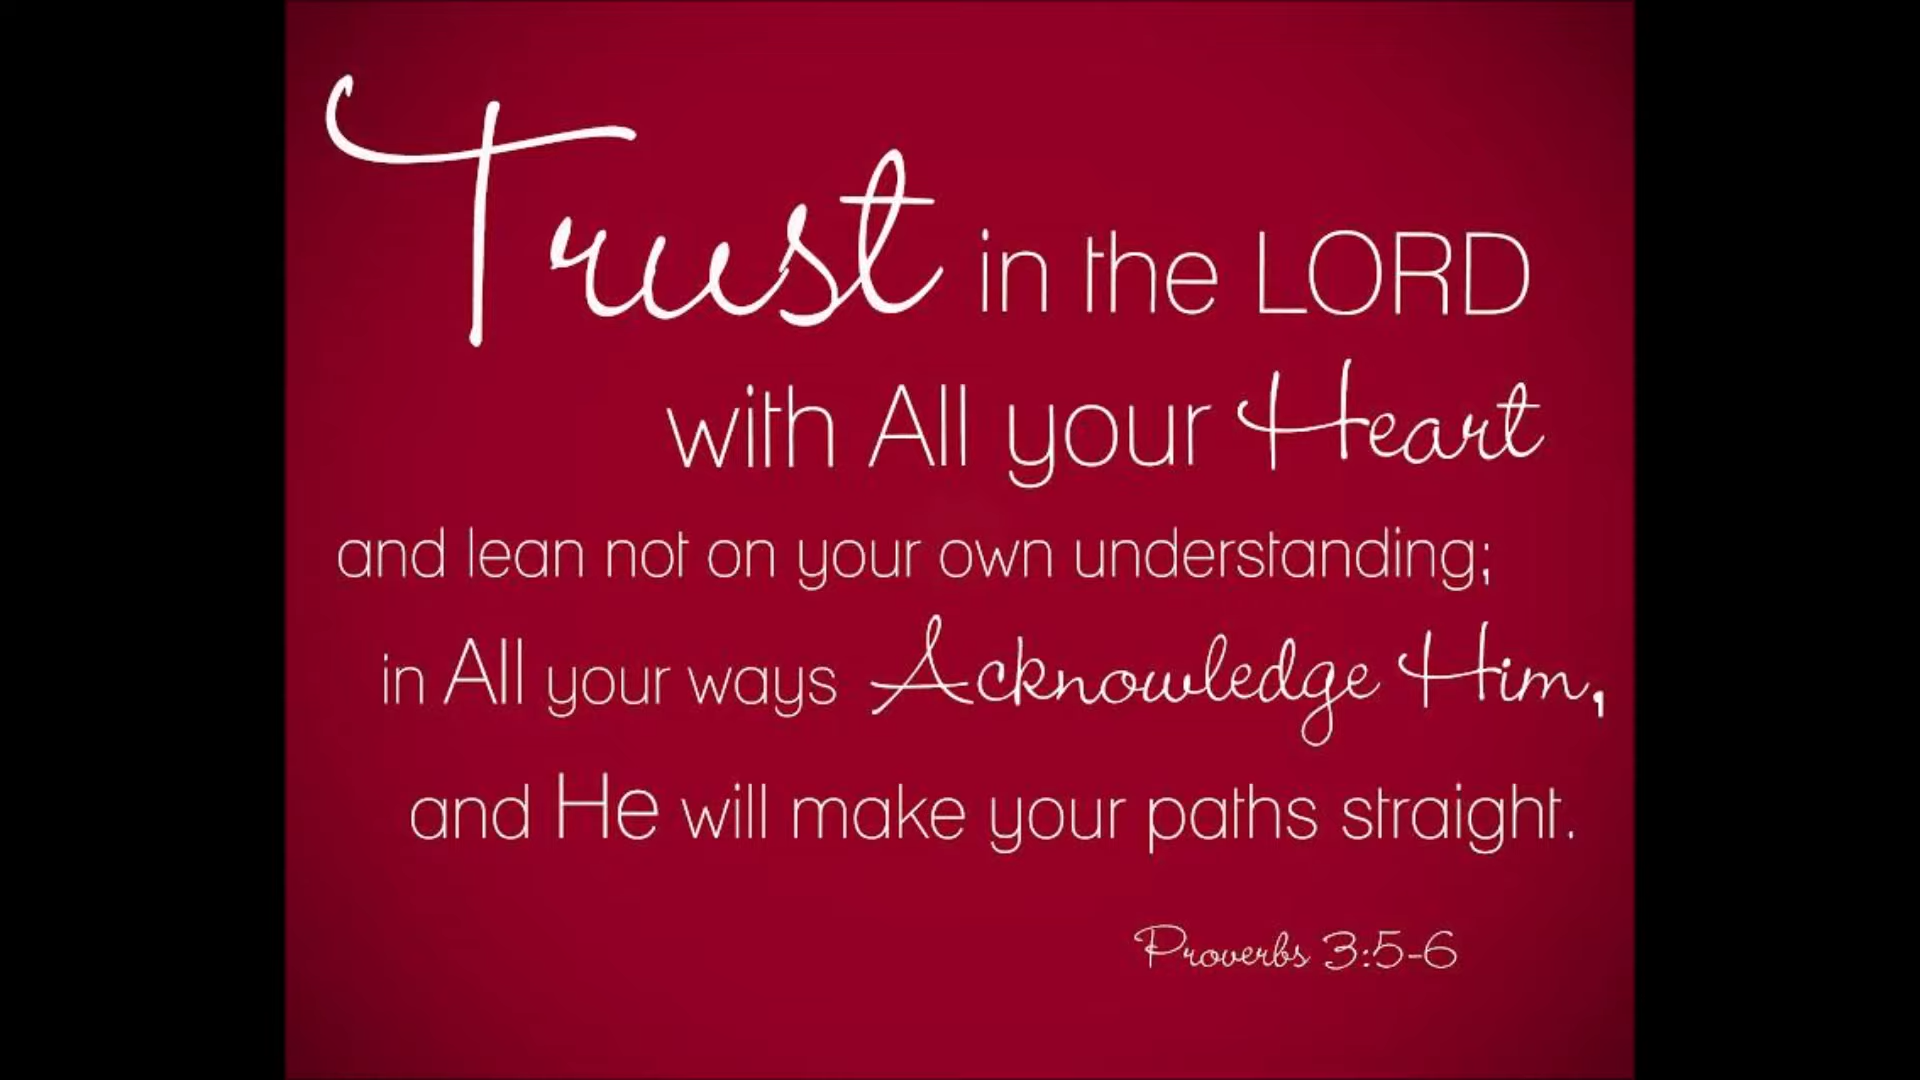 Trust in the LORD
with All your Heart
and lean not on your own understanding;
in All your ways Acknowledge Him,
and He will make your paths straight.
Proverbs 3:5-6